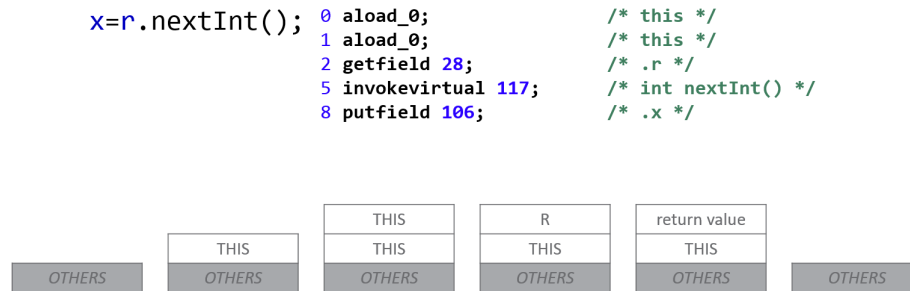 x=r.nextInt();
0 aload_0; /* this */
1 aload_0; /* this */
2 getfield 28; /* .r */
5 invokevirtual 117; /* int nextInt() */
8 putfield 106; /* .x */
THIS R return value
THIS THIS THIS THIS
OTHERS OTHERS OTHERS OTHERS OTHERS OTHERS